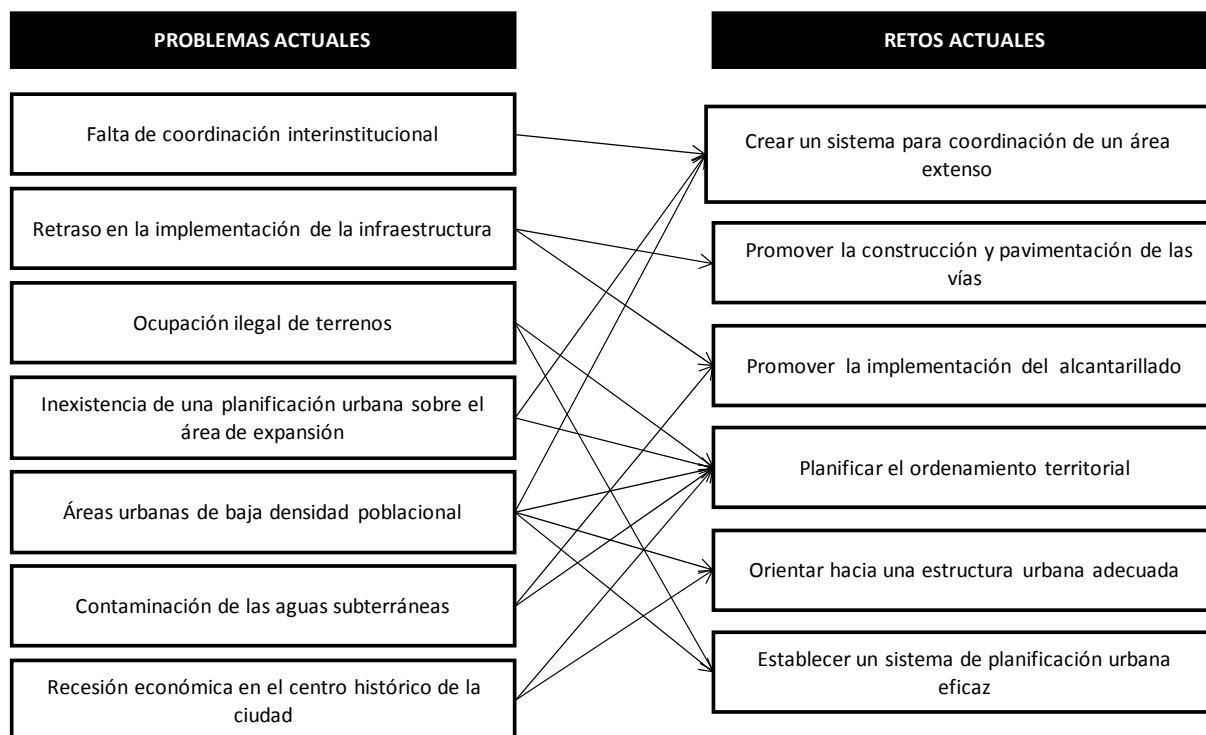 PROBLEMAS ACTUALES
Falta de coordinación interinstitucional
Retraso en la implementación de la infraestructura
Ocupación ilegal de terrenos
Inexistencia de una planificación urbana sobre el
área de expansión
Áreas urbanas de baja densidad poblacional
Contaminación de las aguas subterráneas
Recesión económica en el centro histórico de la
ciudad
RETOS ACTUALES
Crear un sistema para coordinación de un área
extenso
Promover la construcción y pavimentación de las
vías
Promover la implementación del alcantarillado
Planificar el ordenamiento territorial
Orientar hacia una estructura urbana adecuada
Establecer un sistema de planificación urbana
eficaz